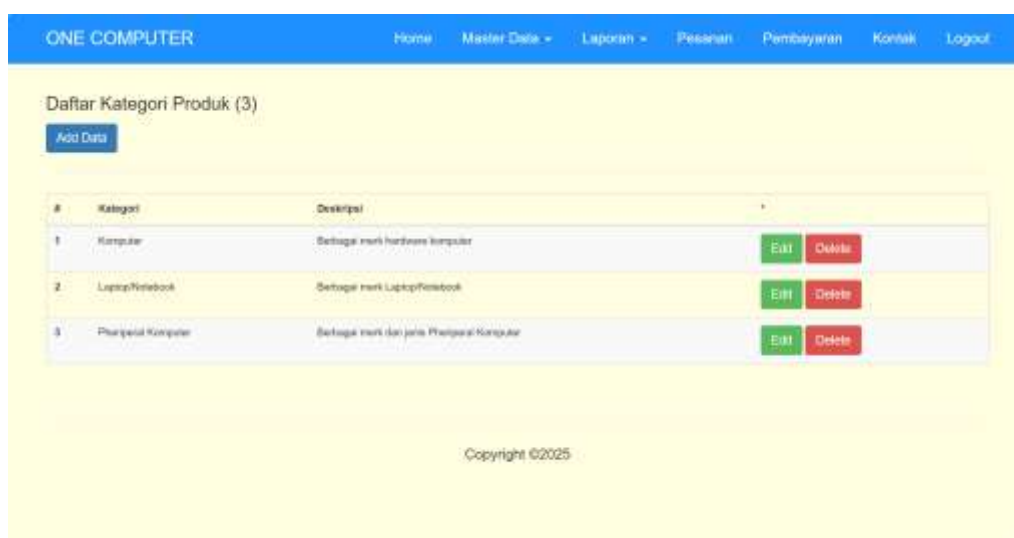 ONE COMPUTER Home Master Data Laporan Pesanan Pembayaran Kontak Logout
Daftar Kategori Produk (3)
Add Data
# Kategori Deskripsi *
1 Komputer Berbagai merk hardware komputer Edit Delete
2 Laptop/Notebook Berbagai merk Laptop/Notebook Edit Delete
3 Pheriperal Komputer Berbagai merk dan jenis Pheriperal Komputer Edit Delete
Copyright ©2025